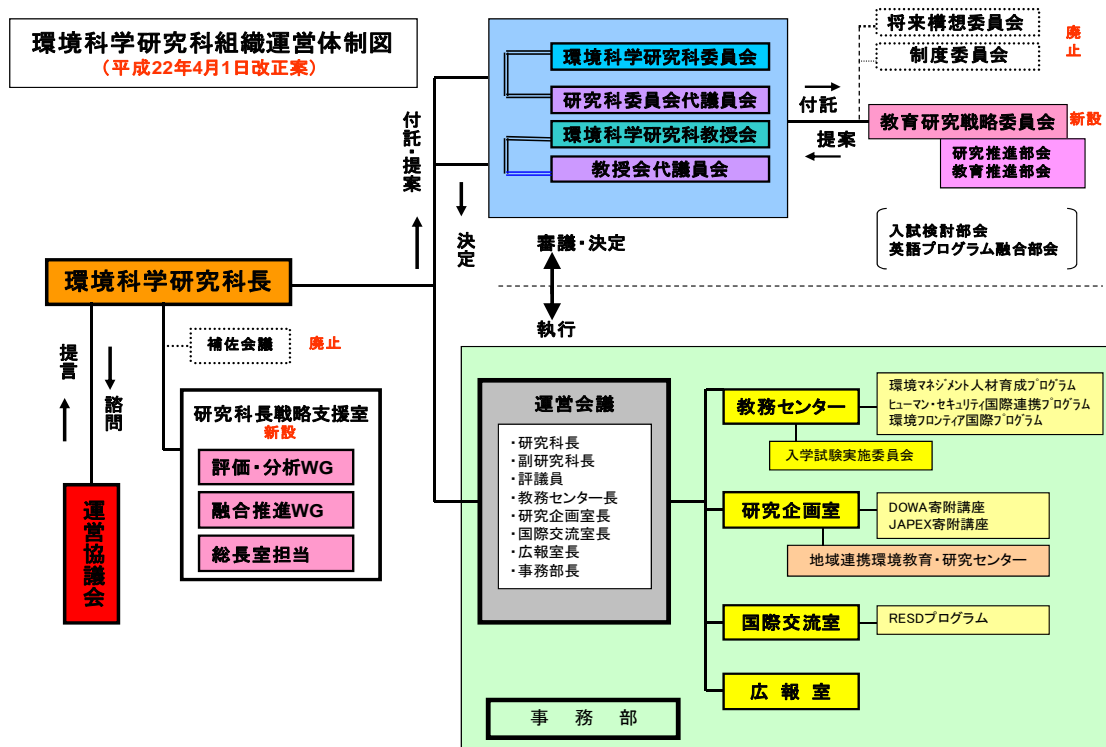 環境科学研究科組織運営体制図
（平成22年4月1日改正案）
環境科学研究科委員会
研究科委員会代議員会
環境科学研究科教授会
教授会代議員会
付託
提案
将来構想委員会
制度委員会
廃止
教育研究戦略委員会
新設
研究推進部会
教育推進部会
入試検討部会
英語プログラム融合部会
付託・提案
決定
審議・決定
執行
環境科学研究科長
提言
諮問
補佐会議
廃止
研究科長戦略支援室
新設
評価・分析WG
融合推進WG
総長室担当
運営協議会
運営会議
・研究科長
・副研究科長
・評議員
・教務センター長
・研究企画室長
・国際交流室長
・広報室長
・事務部長
教務センター
環境マネジメント人材育成プログラム
ヒューマン・セキュリティ国際連携プログラム
環境フロンティア国際プログラム
入学試験実施委員会
研究企画室
DOWA寄附講座
JAPEX寄附講座
地域連携環境教育・研究センター
国際交流室
RESDプログラム
広報室
事務部